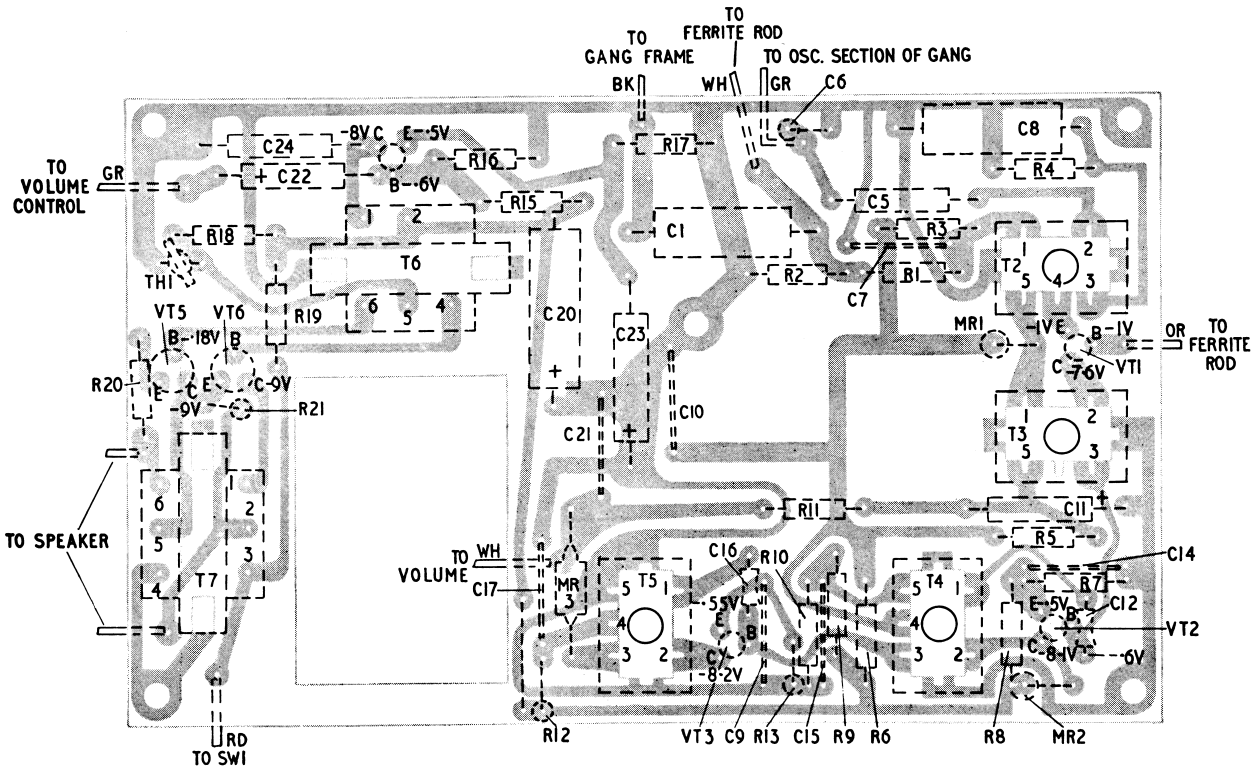 TO
FERRITE ROD
TO
GANG FRAME
TO OSC. SECTION OF GANG
BK
WH
GR
C6
-8V C
E-·5V
C24
R17
C8
R16
R4
TO
VOLUME
CONTROL
GR
+ C22
B-·6V
R15
C5
1
2
R18
C1
R3
TH1
T6
R2
R1
T2
1
2
5
4
3
C7
6
5
4
R19
C20
C23
VT5
VT6
B-·18V
B
MR1
-1V E
B-1V
OR
TO
FERRITE
ROD
R20
E
C
-9V
E
C-9V
R21
+
C10
C
-7·6V
VT1
C21
+
T3
1
2
5
3
TO SPEAKER
6
5
4
T7
2
3
R11
+
C11
R5
TO
VOLUME
WH
C16
R10
C14
C17
MR
3
5
T5
4
3
2
·55V
E
B
C
-8·2V
5
T4
4
3
2
1
R7
E-·5V
B
C12
VT2
C
-8·1V
-·6V
RD
TO SW1
R12
VT3
C9
R13
C15
R9
R6
R8
MR2